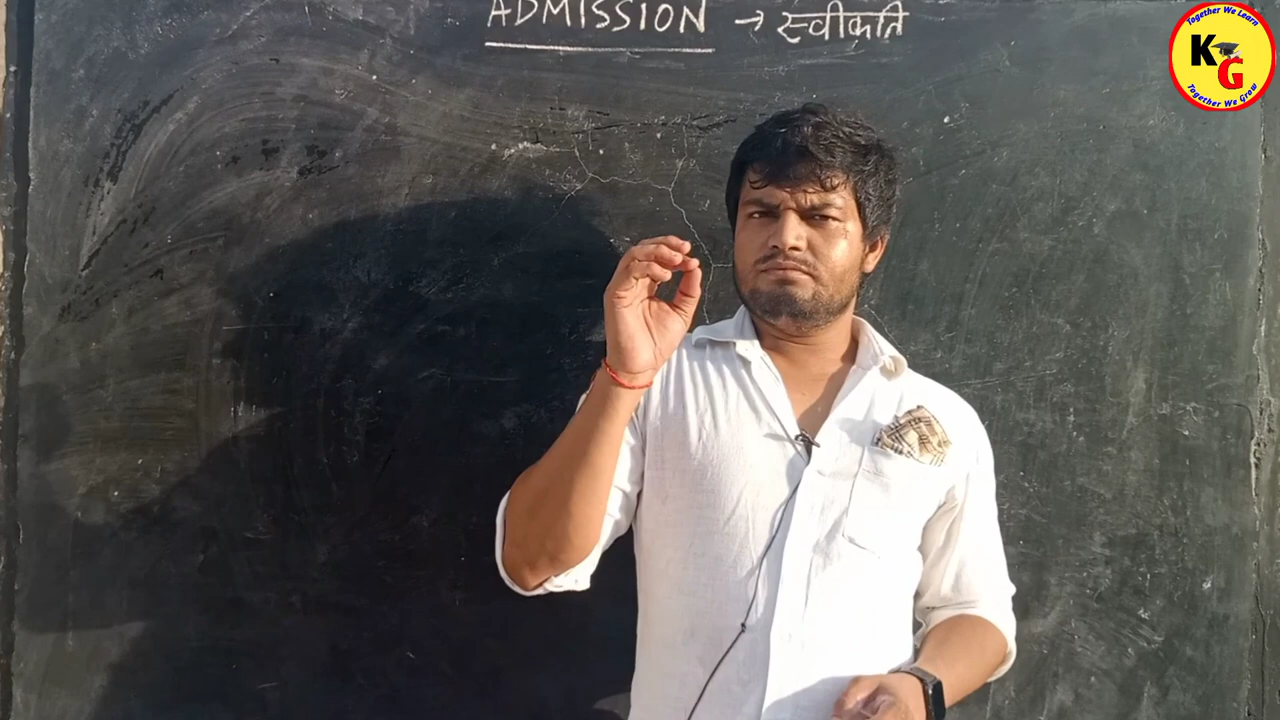 ADMISSION → स्वीकृति
Together We Learn
KG
Together We Grow